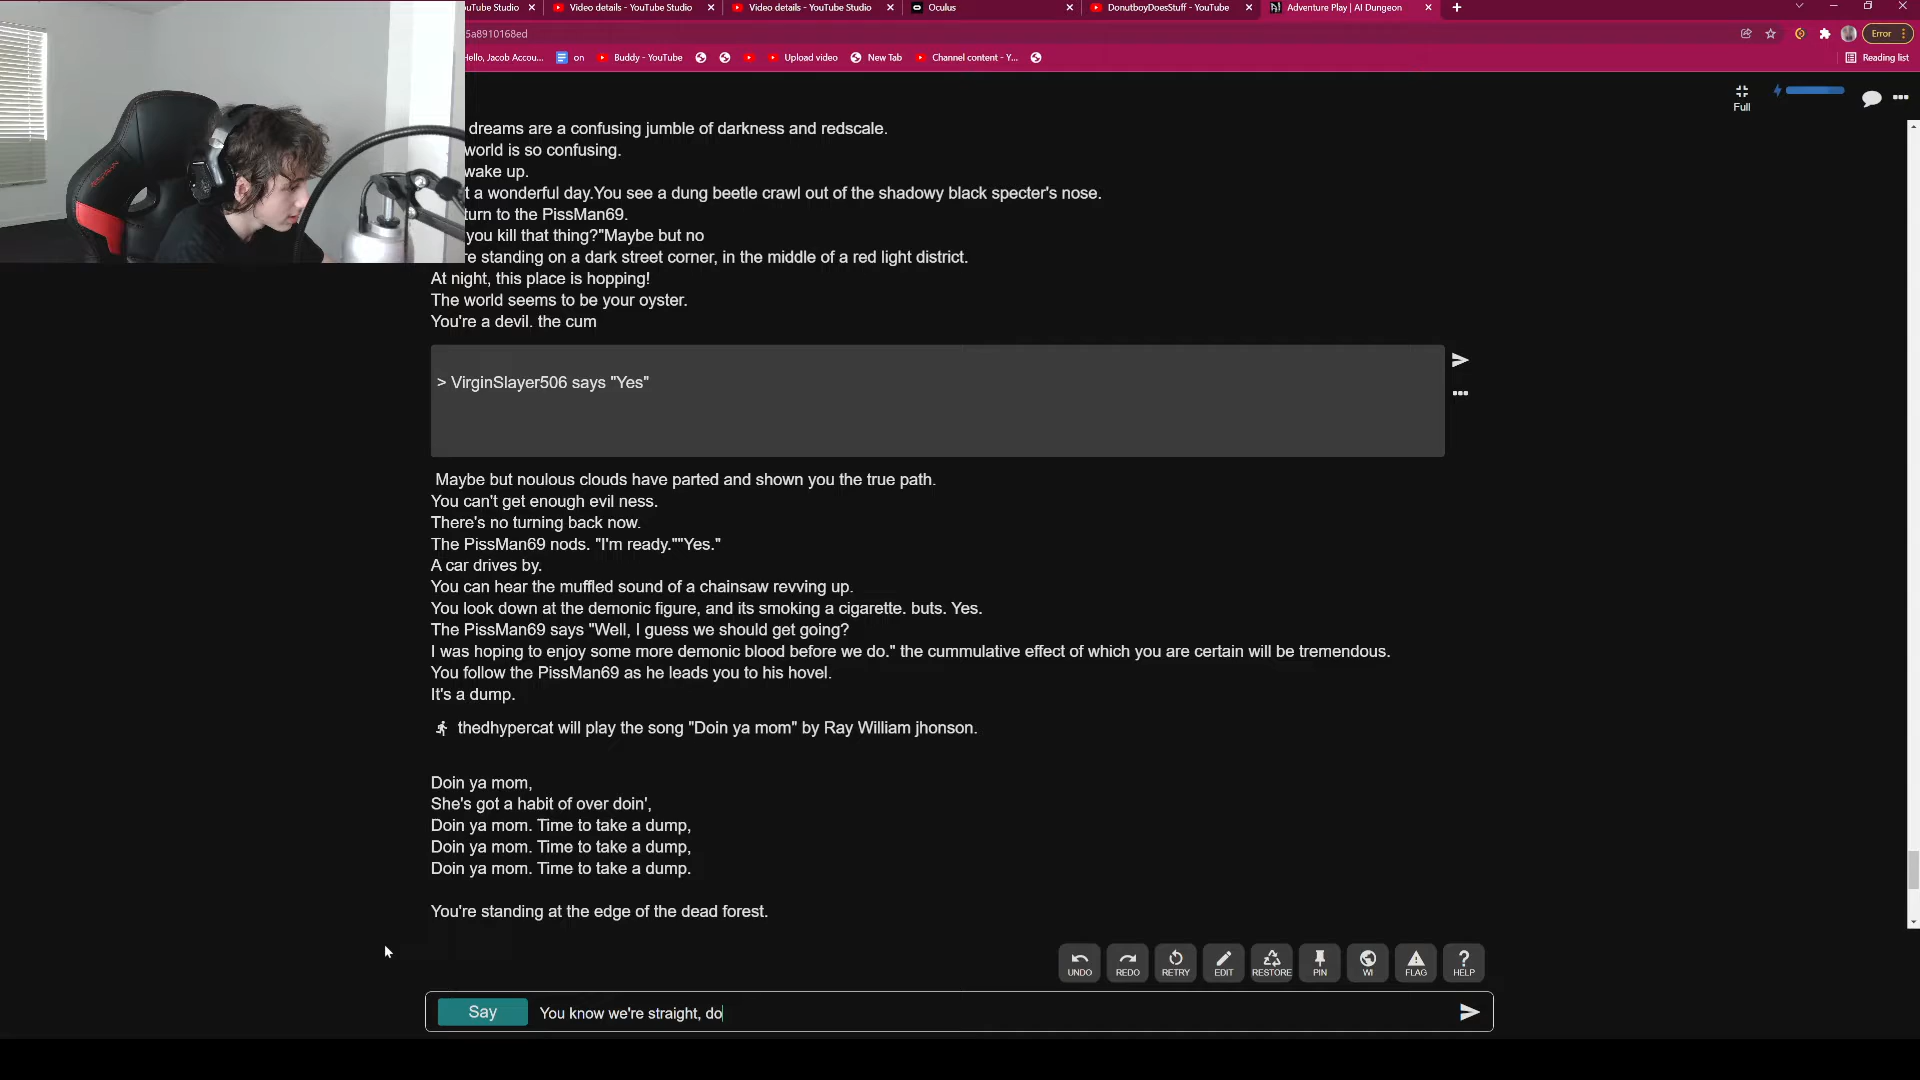 ouTube Studio
Video details - YouTube Studio
Video details - YouTube Studio
Oculus
DonutboyDoesStuff - YouTube
Adventure Play | AI Dungeon
5a8910168ed
Error
Hello, Jacob Accou...
on
Buddy - YouTube
Upload video
New Tab
Channel content - Y...
Reading list
Full
dreams are a confusing jumble of darkness and redscale.
world is so confusing.
wake up.
t a wonderful day.You see a dung beetle crawl out of the shadowy black specter's nose.
turn to the PissMan69.
you kill that thing?"Maybe but no
re standing on a dark street corner, in the middle of a red light district.
At night, this place is hopping!
The world seems to be your oyster.
You're a devil. the cum
> VirginSlayer506 says "Yes"
Maybe but noulous clouds have parted and shown you the true path.
You can't get enough evil ness.
There's no turning back now.
The PissMan69 nods. "I'm ready.""Yes."
A car drives by.
You can hear the muffled sound of a chainsaw revving up.
You look down at the demonic figure, and its smoking a cigarette. buts. Yes.
The PissMan69 says "Well, I guess we should get going?
I was hoping to enjoy some more demonic blood before we do." the cummulative effect of which you are certain will be tremendous.
You follow the PissMan69 as he leads you to his hovel.
It's a dump.
thedhypercat will play the song "Doin ya mom" by Ray William jhonson.
Doin ya mom,
She's got a habit of over doin',
Doin ya mom. Time to take a dump,
Doin ya mom. Time to take a dump,
Doin ya mom. Time to take a dump.
You're standing at the edge of the dead forest.
UNDO
REDO
RETRY
EDIT
RESTORE
PIN
WI
FLAG
HELP
Say
You know we're straight, do